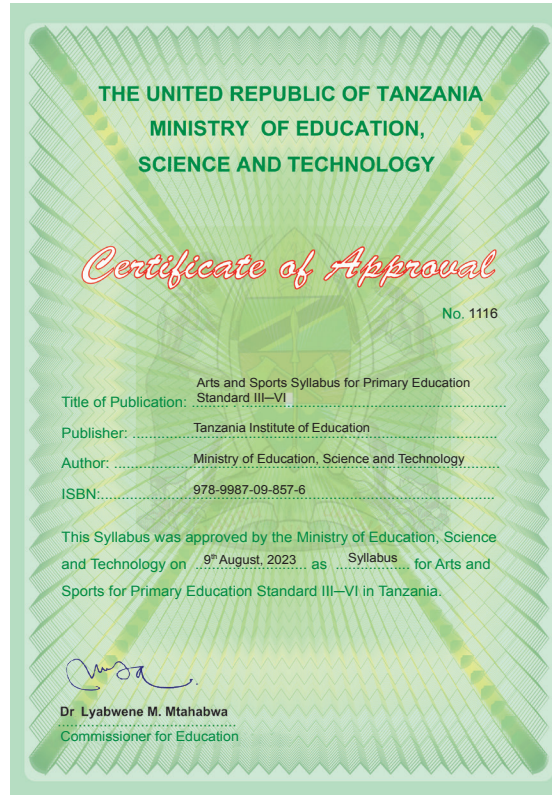 THE UNITED REPUBLIC OF TANZANIA
MINISTRY OF EDUCATION,
SCIENCE AND TECHNOLOGY
Certificate of Approval
No. 1116
Title of Publication: Arts and Sports Syllabus for Primary Education
Standard III–VI
Publisher: Tanzania Institute of Education
Author: Ministry of Education, Science and Technology
ISBN: 978-9987-09-857-6
This Syllabus was approved by the Ministry of Education, Science
and Technology on 9th August, 2023 as Syllabus for Arts and
Sports for Primary Education Standard III–VI in Tanzania.
Dr Lyabwene M. Mtahabwa
Commissioner for Education